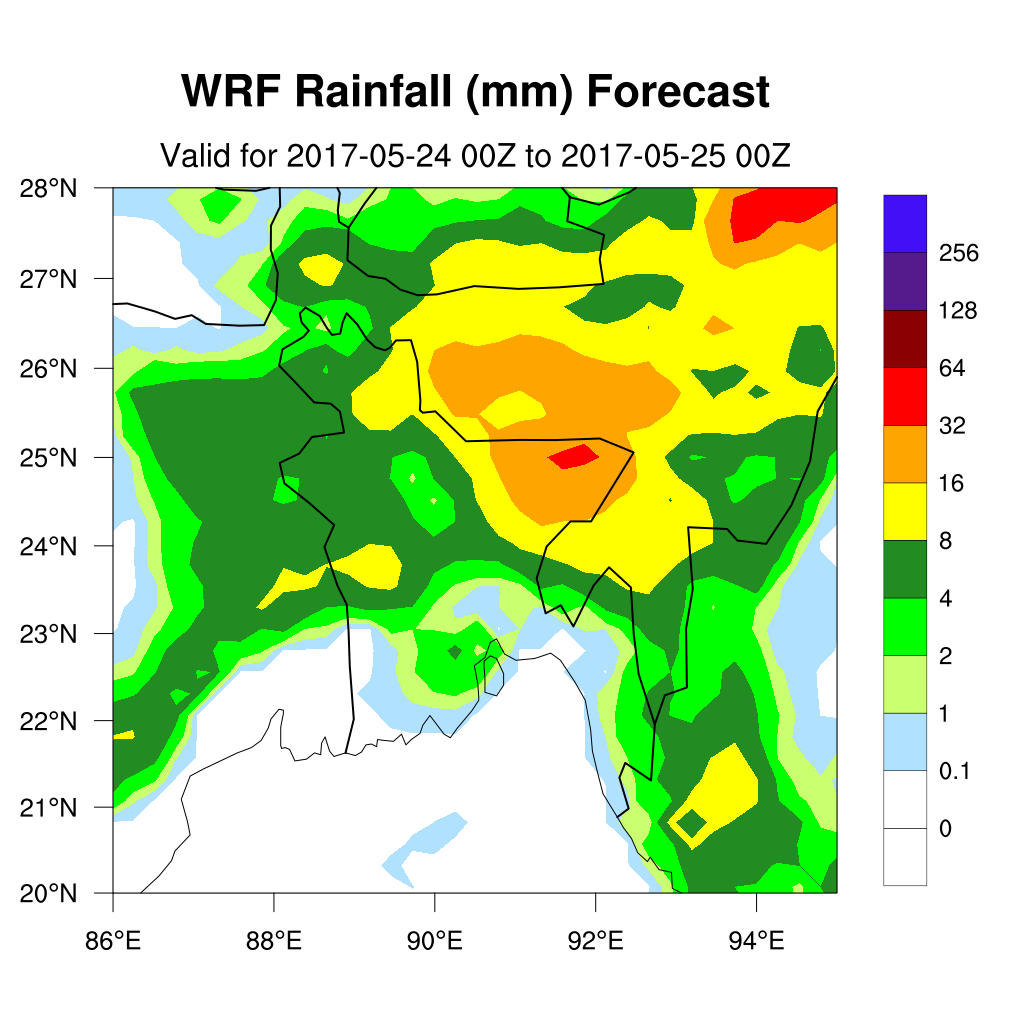 WRF Rainfall (mm) Forecast
Valid for 2017-05-24 00Z to 2017-05-25 00Z
28°N
27°N
26°N
25°N
24°N
23°N
22°N
21°N
20°N
86°E 88°E 90°E 92°E 94°E
256
128
64
32
16
8
4
2
1
0.1
0